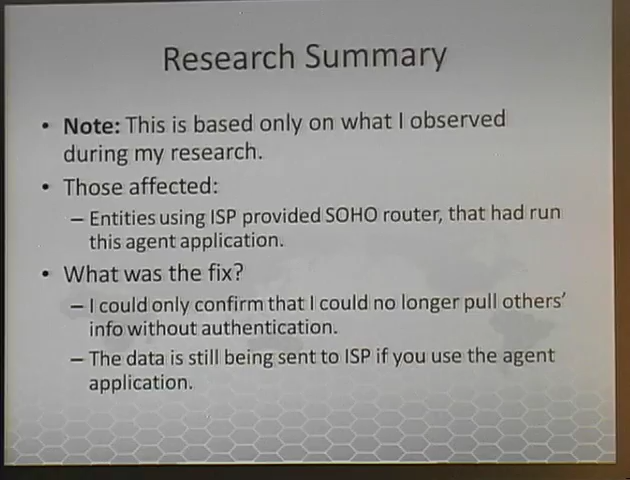 Research Summary
• Note: This is based only on what I observed
during my research.
• Those affected:
– Entities using ISP provided SOHO router, that had run
this agent application.
• What was the fix?
– I could only confirm that I could no longer pull others'
info without authentication.
– The data is still being sent to ISP if you use the agent
application.